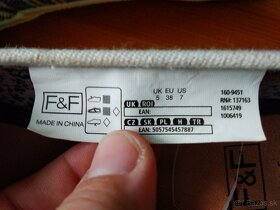 F&F
MADE IN CHINA
UK EU US
5 38 7
UK ROI
EAN:
CZ SK PL H TR
EAN: 5057545457887
160-9451
RN#: 137163
1615749
1006419
F&F